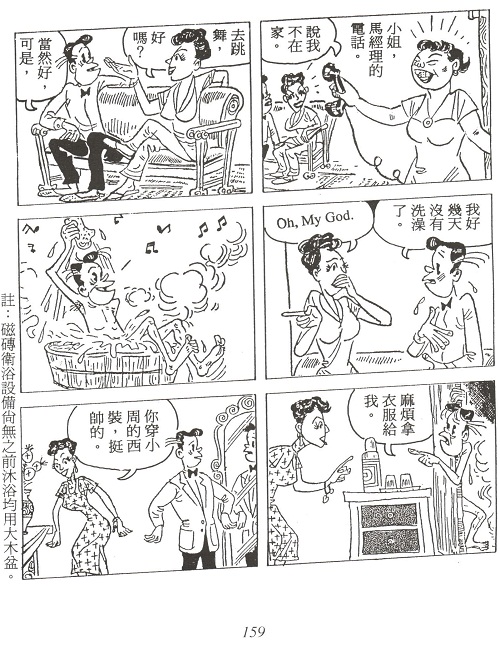 小姐，
馬經理的
電話。
說我
不在
家。
去跳
舞，
好
嗎？
當然好，
可是，
我好
幾天
沒有
洗澡
了。
Oh, My God.
麻煩拿
衣服給
我。
你穿小
周的西
裝，挺
帥的。
註：磁磚衛浴設備尚無之前沐浴均用大木盆。
159